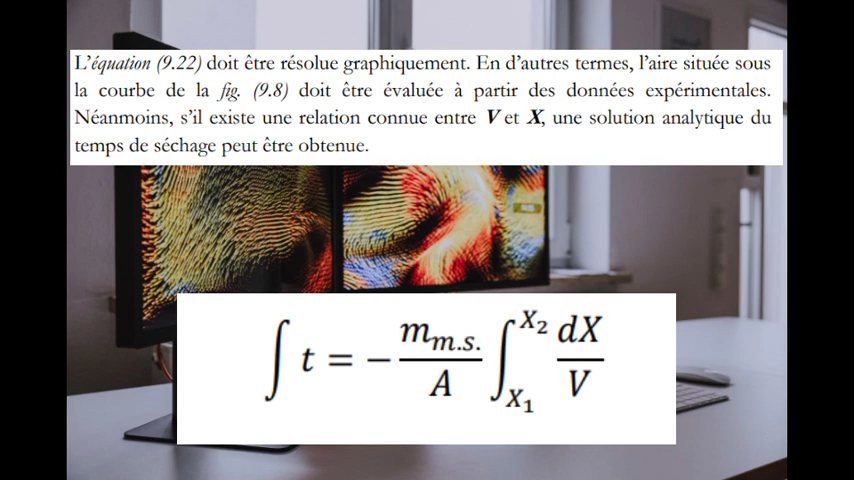 L’équation (9.22) doit être résolue graphiquement. En d’autres termes, l’aire située sous
la courbe de la fig. (9.8) doit être évaluée à partir des données expérimentales.
Néanmoins, s’il existe une relation connue entre V et X, une solution analytique du
temps de séchage peut être obtenue.
∫ t = − m_{m.s.}/A ∫_{X_1}^{X_2} dX/V